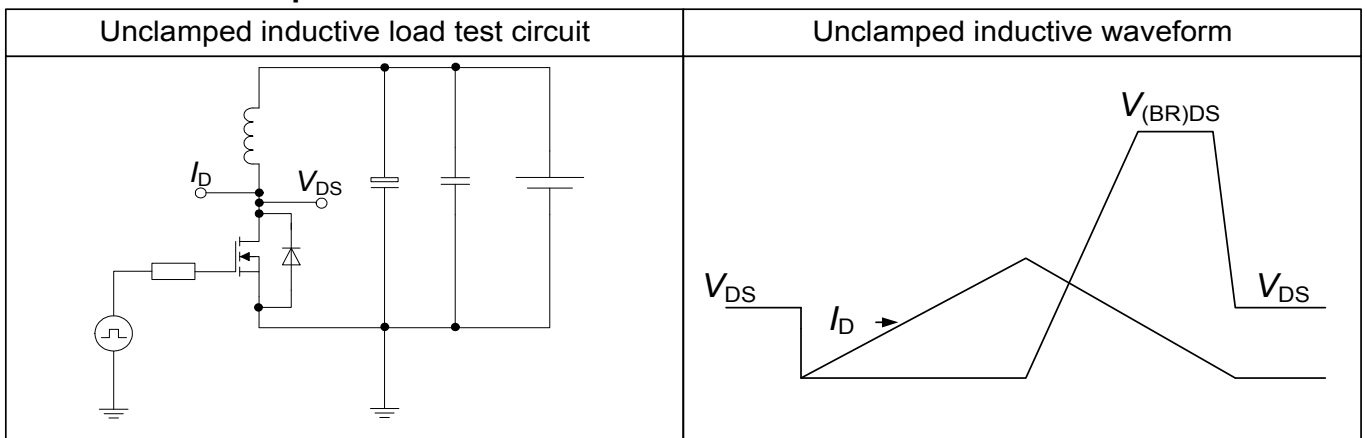 Unclamped inductive load test circuit
Unclamped inductive waveform
I_D
V_DS
V_(BR)DS
V_DS
I_D
V_DS